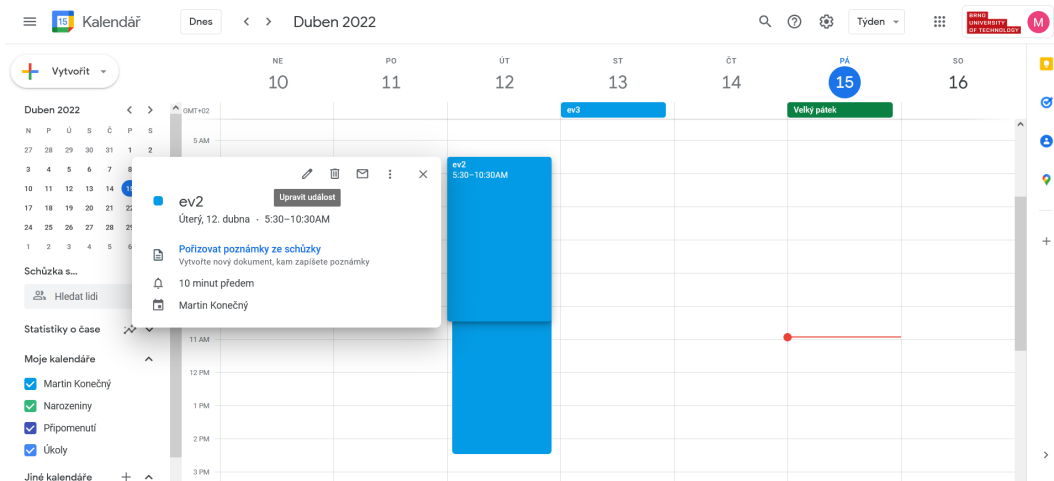 15 Kalendář
Dnes
Duben 2022
Týden
BRNO
UNIVERSITY
OF TECHNOLOGY
M
Vytvořit
NE PO ÚT ST ČT PÁ SO
10 11 12 13 14 15 16
GMT+02
ev3
Velký pátek
Duben 2022
N P Ú S Č P S
27 28 29 30 31 1 2
3 4 5 6 7 8
10 11 12 13 14
17 18 19 20 21
24 25 26 27 28
1 2 3 4 5 6
5 AM
ev2
5:30–10:30AM
Upravit událost
ev2
Úterý, 12. dubna · 5:30–10:30AM
Pořizovat poznámky ze schůzky
Vytvořte nový dokument, kam zapíšete poznámky
10 minut předem
Martin Konečný
Schůzka s...
Hledat lidi
Statistiky o čase
11 AM
Moje kalendáře
12 PM
Martin Konečný
Narozeniny
1 PM
Připomenutí
2 PM
Úkoly
3 PM
Jiné kalendáře